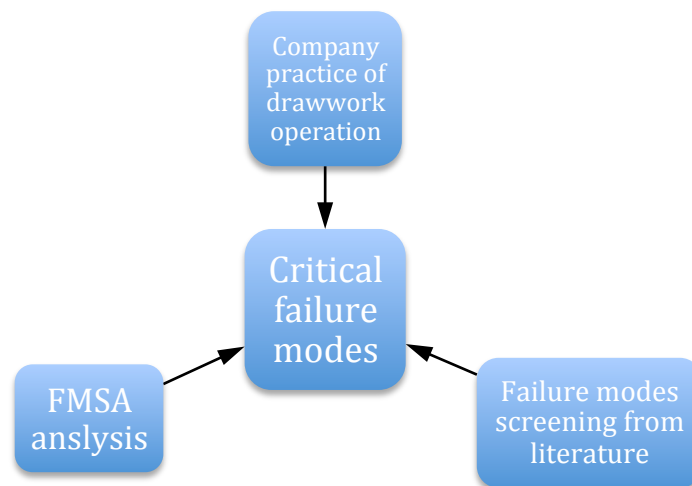 Company
practice of
drawwork
operation
Critical
failure
modes
FMSA
anslysis
Failure modes
screening from
literature